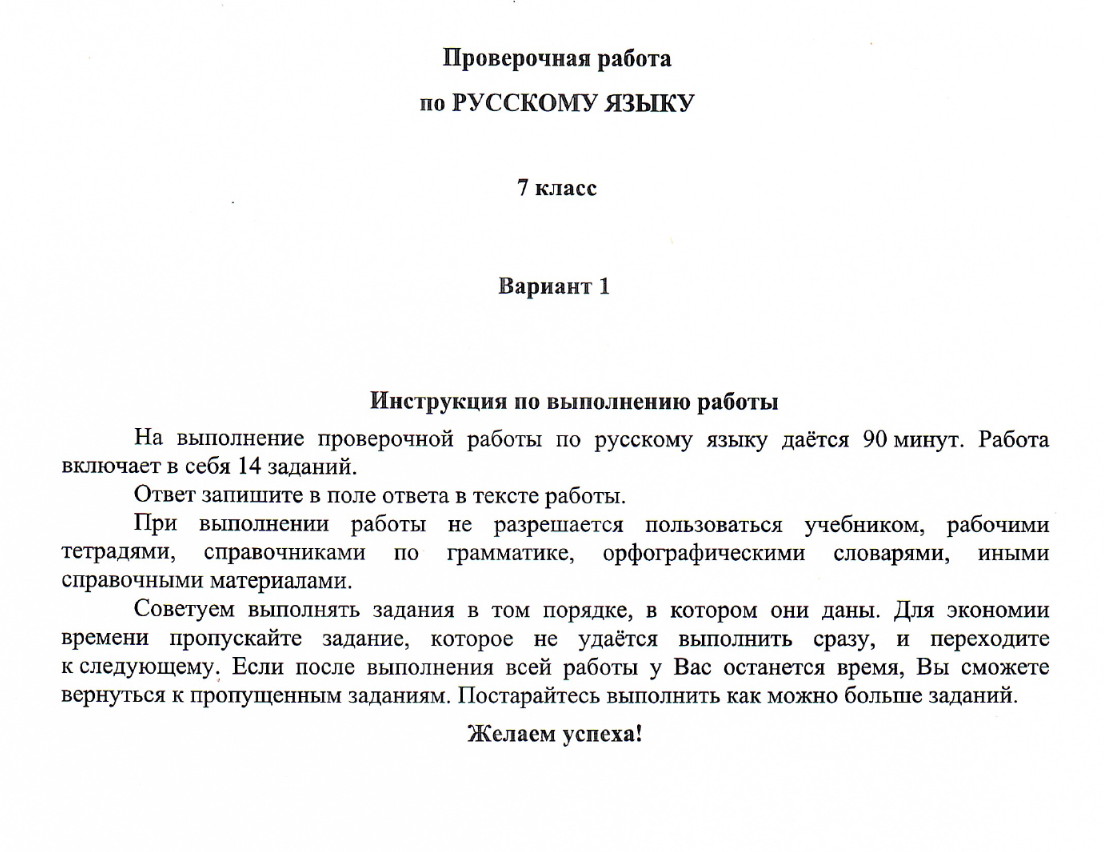 Проверочная работа
по РУССКОМУ ЯЗЫКУ
7 класс
Вариант 1
Инструкция по выполнению работы
На выполнение проверочной работы по русскому языку даётся 90 минут. Работа
включает в себя 14 заданий.
Ответ запишите в поле ответа в тексте работы.
При выполнении работы не разрешается пользоваться учебником, рабочими
тетрадями, справочниками по грамматике, орфографическими словарями, иными
справочными материалами.
Советуем выполнять задания в том порядке, в котором они даны. Для экономии
времени пропускайте задание, которое не удаётся выполнить сразу, и переходите
к следующему. Если после выполнения всей работы у Вас останется время, Вы сможете
вернуться к пропущенным заданиям. Постарайтесь выполнить как можно больше заданий.
Желаем успеха!